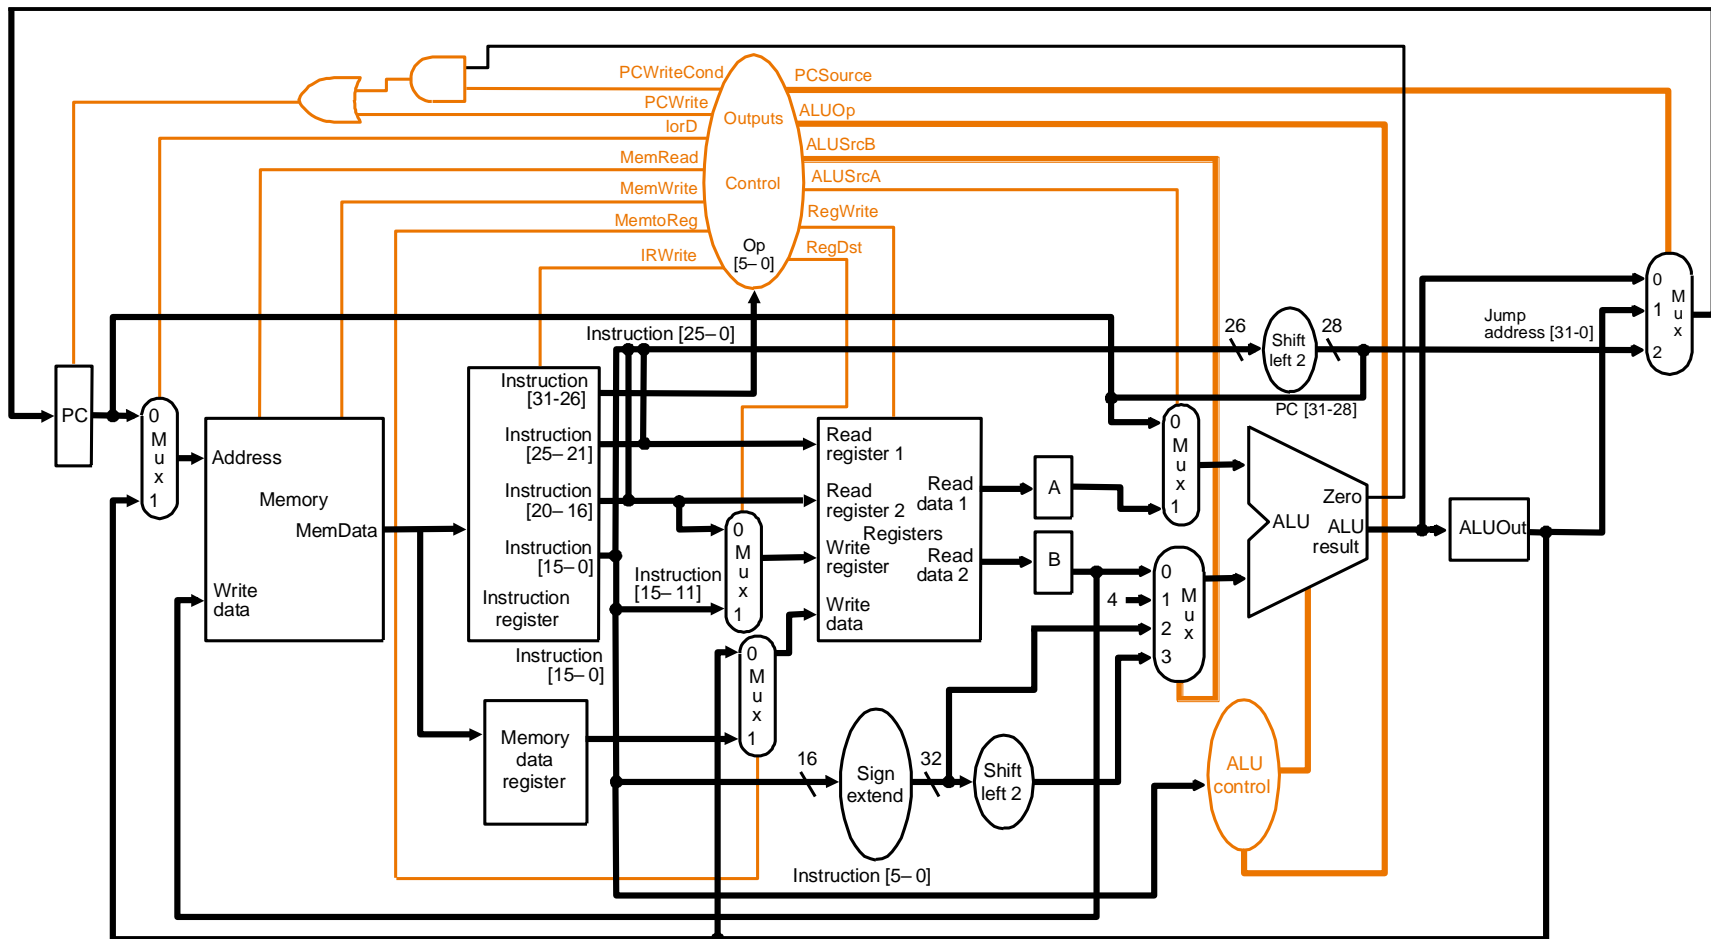 PCWriteCond
PCSource
PCWrite
ALUOp
Outputs
IorD
ALUSrcB
MemRead
ALUSrcA
Control
MemWrite
RegWrite
MemtoReg
Op
[5–0]
RegDst
IRWrite
0
1
2
M
u
x
Jump
address [31-0]
Instruction [25–0]
26
Shift
left 2
28
PC [31-28]
PC
0
M
u
x
1
Address
Memory
MemData
Write
data
Instruction
[31-26]
Instruction
[25–21]
Instruction
[20–16]
Instruction
[15–0]
Instruction
register
Instruction
[15–0]
Instruction
[15–11]
0
M
u
x
1
Read
register 1
Read
register 2
Registers
Write
register
Write
data
Read
data 1
Read
data 2
A
B
0
M
u
x
1
4
0
1
2
3
M
u
x
Zero
ALU
ALU
result
ALUOut
0
M
u
x
1
Memory
data
register
16
Sign
extend
32
Shift
left 2
ALU
control
Instruction [5–0]